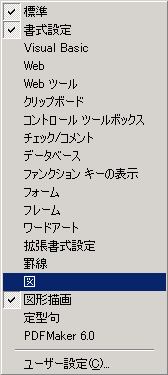 標準
書式設定
Visual Basic
Web
Web ツール
クリップボード
コントロール ツールボックス
チェック/コメント
データベース
ファンクション キーの表示
フォーム
フレーム
ワードアート
拡張書式設定
罫線
図
図形描画
定型句
PDFMaker 6.0
ユーザー設定(C)...